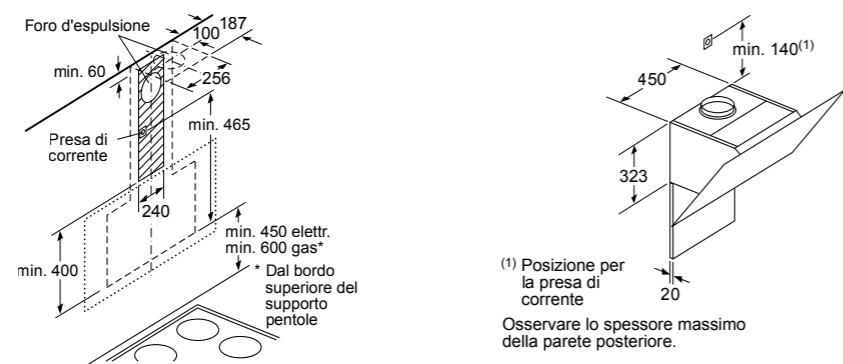 Foro d'espulsione
187
100
min. 60
256
Presa di
corrente
min. 465
240
min. 450 elettr.
min. 600 gas*
min. 400
* Dal bordo
superiore del
supporto
pentole
min. 140(1)
450
323
20
(1) Posizione per
la presa di
corrente
Osservare lo spessore massimo
della parete posteriore.